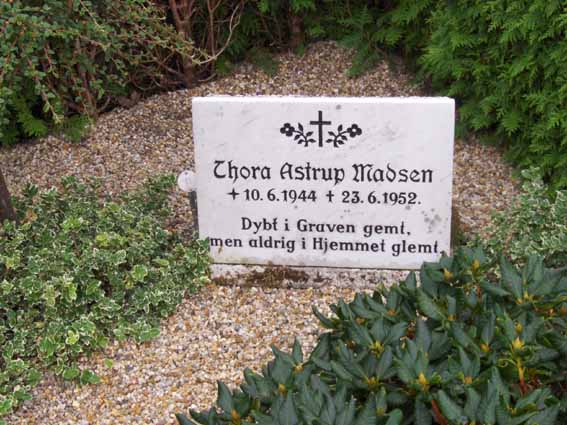 Thora Astrup Madsen
+ 10.6.1944 + 23.6.1952.
Dybt i Graven gemt,
men aldrig i Hjemmet glemt.